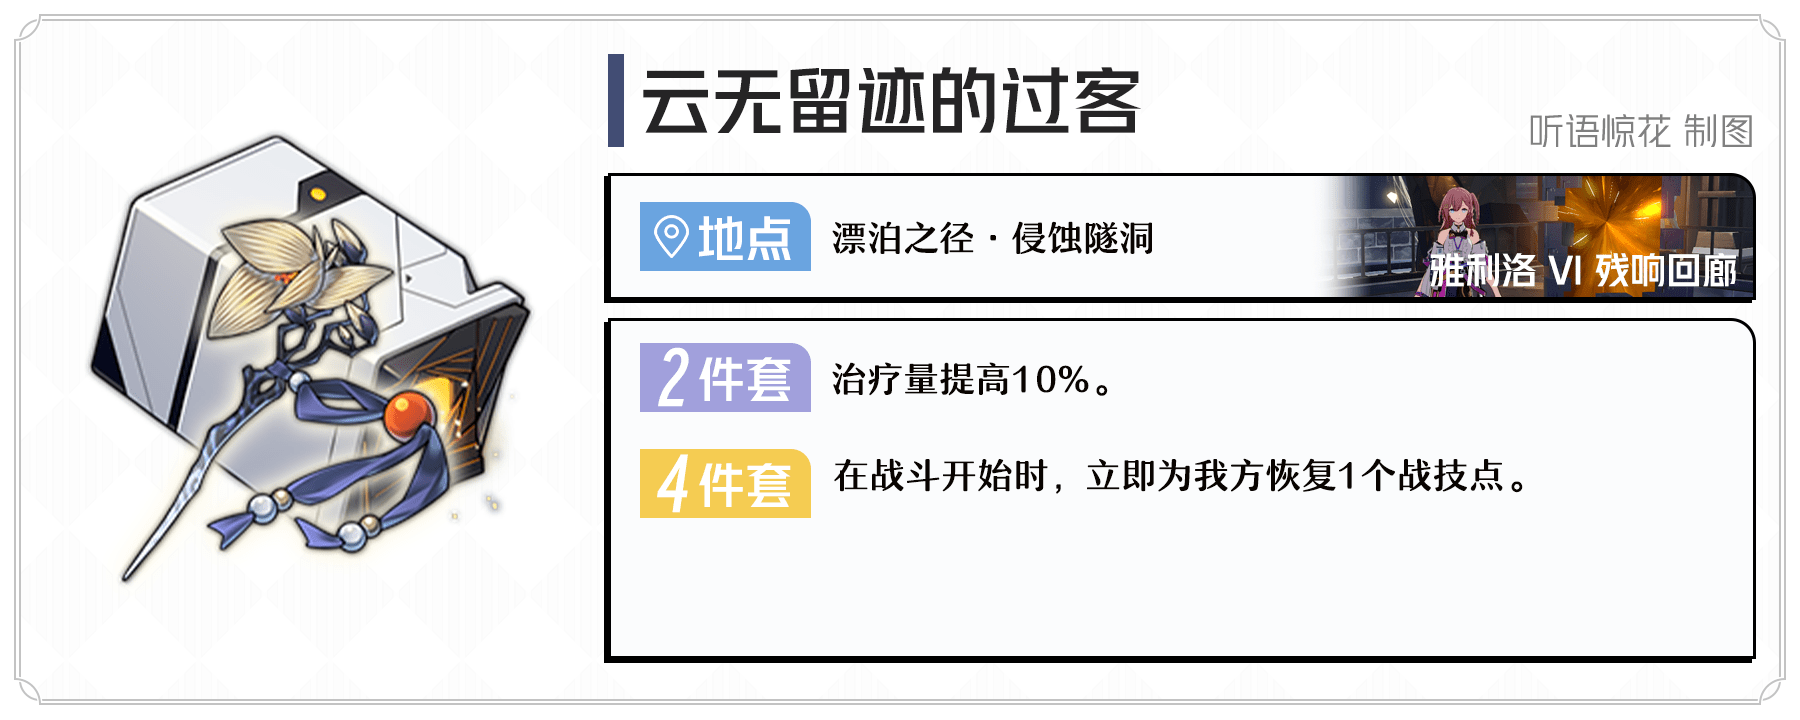 云无留迹的过客
听语惊花 制图
地点 漂泊之径·侵蚀隧洞
雅利洛 VI 残响回廊
2件套 治疗量提高10%。
4件套 在战斗开始时，立即为我方恢复1个战技点。